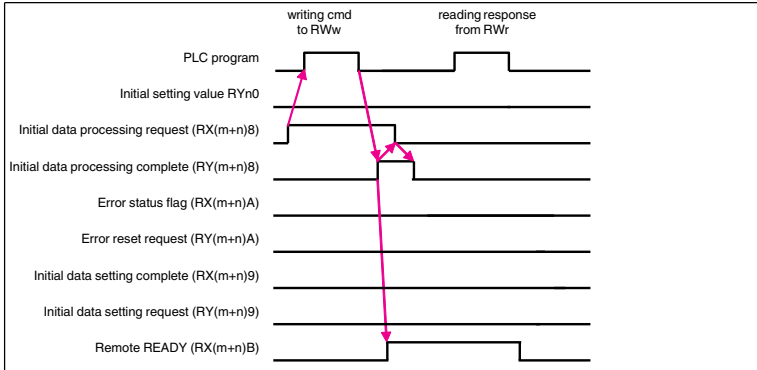 writing cmd
to RWw
reading response
from RWr
PLC program
Initial setting value RYn0
Initial data processing request (RX(m+n)8)
Initial data processing complete (RY(m+n)8)
Error status flag (RX(m+n)A)
Error reset request (RY(m+n)A)
Initial data setting complete (RX(m+n)9)
Initial data setting request (RY(m+n)9)
Remote READY (RX(m+n)B)